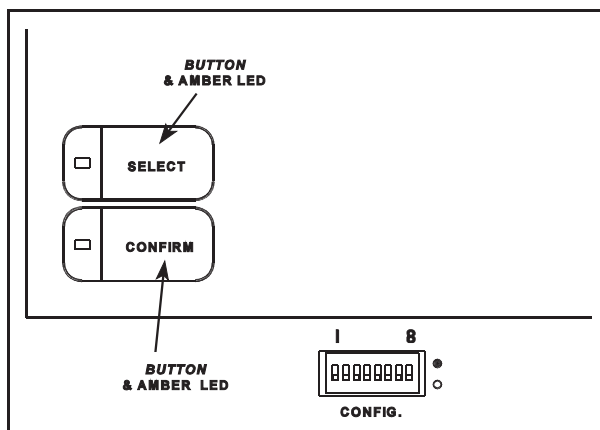 BUTTON
& AMBER LED
SELECT
CONFIRM
BUTTON
& AMBER LED
1 8
CONFIG.